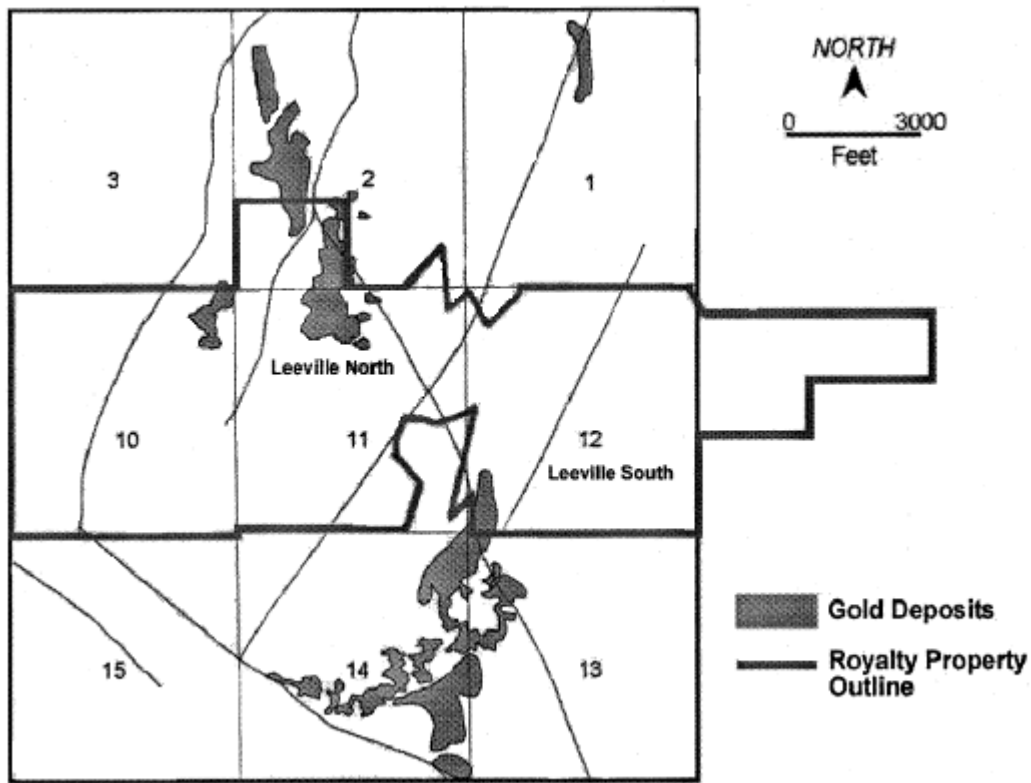 NORTH
0 3000
Feet
3 2 1
Leeville North
10 11 12
Leeville South
Gold Deposits
Royalty Property
Outline
15 14 13